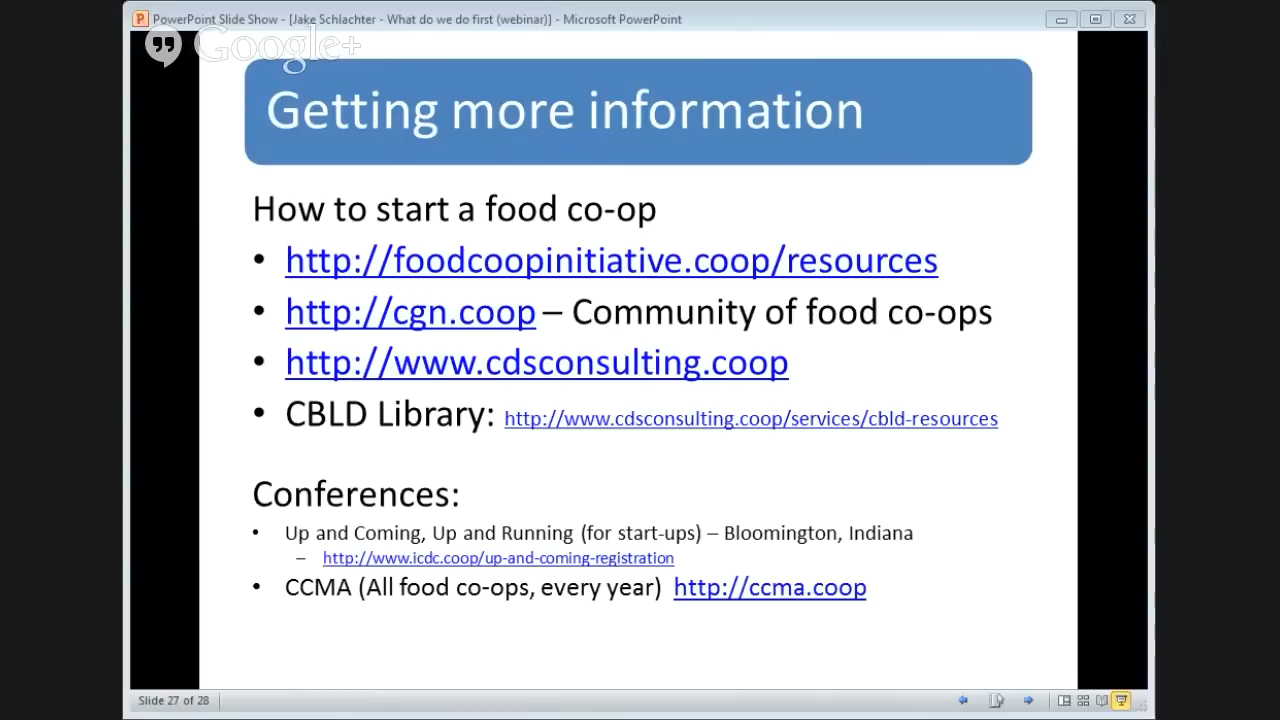 PowerPoint Slide Show - [Jake Schlachter - What do we do first (webinar)] - Microsoft PowerPoint
Google+
Getting more information
How to start a food co-op
• http://foodcoopinitiative.coop/resources
• http://cgn.coop – Community of food co-ops
• http://www.cdsconsulting.coop
• CBLD Library: http://www.cdsconsulting.coop/services/cbld-resources
Conferences:
• Up and Coming, Up and Running (for start-ups) – Bloomington, Indiana
– http://www.icdc.coop/up-and-coming-registration
• CCMA (All food co-ops, every year) http://ccma.coop
Slide 27 of 28